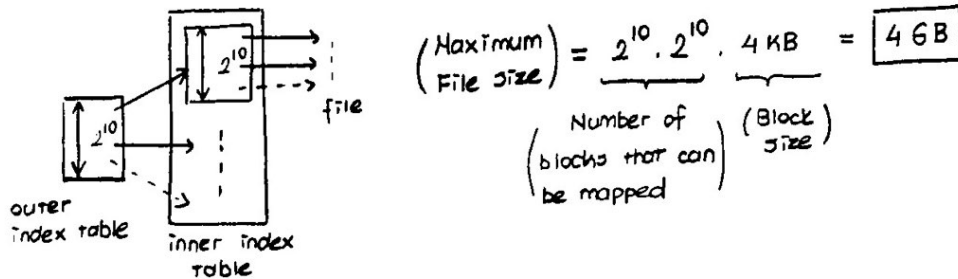 2^10
2^10
file
outer
index table
inner index
table
(Maximum File size) = 2^10 . 2^10 . 4 KB = 4 GB
(Number of blocks that can be mapped) (Block size)